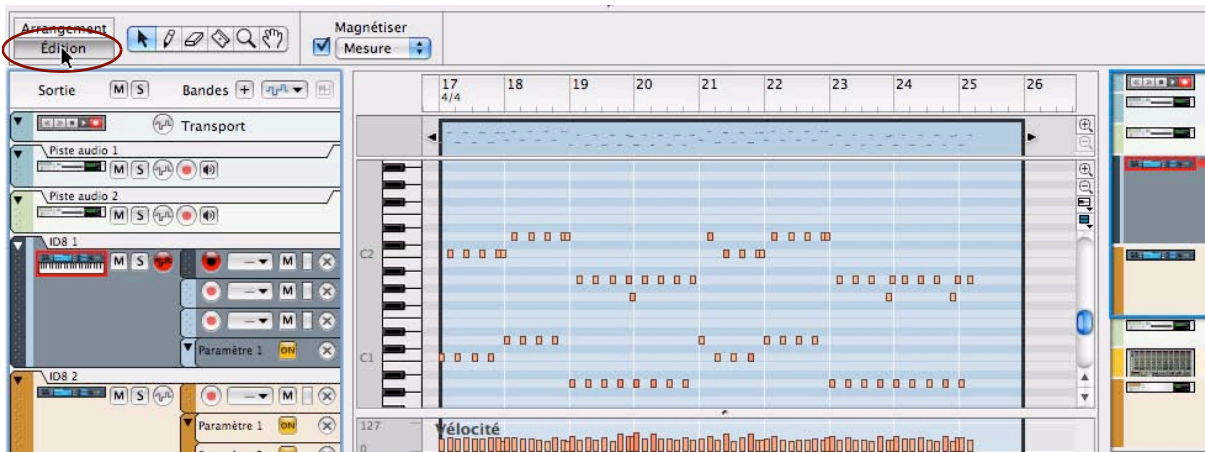 Arrangement
Édition
Magnétiser
Mesure
Sortie M S Bandes +
Transport
Piste audio 1
M S
Piste audio 2
M S
ID8 1
M S M
M
M
Paramètre 1 ON
ID8 2
M S M
Paramètre 1 ON
17 18 19 20 21 22 23 24 25 26
4/4
C2
C1
127
Vélocité
0